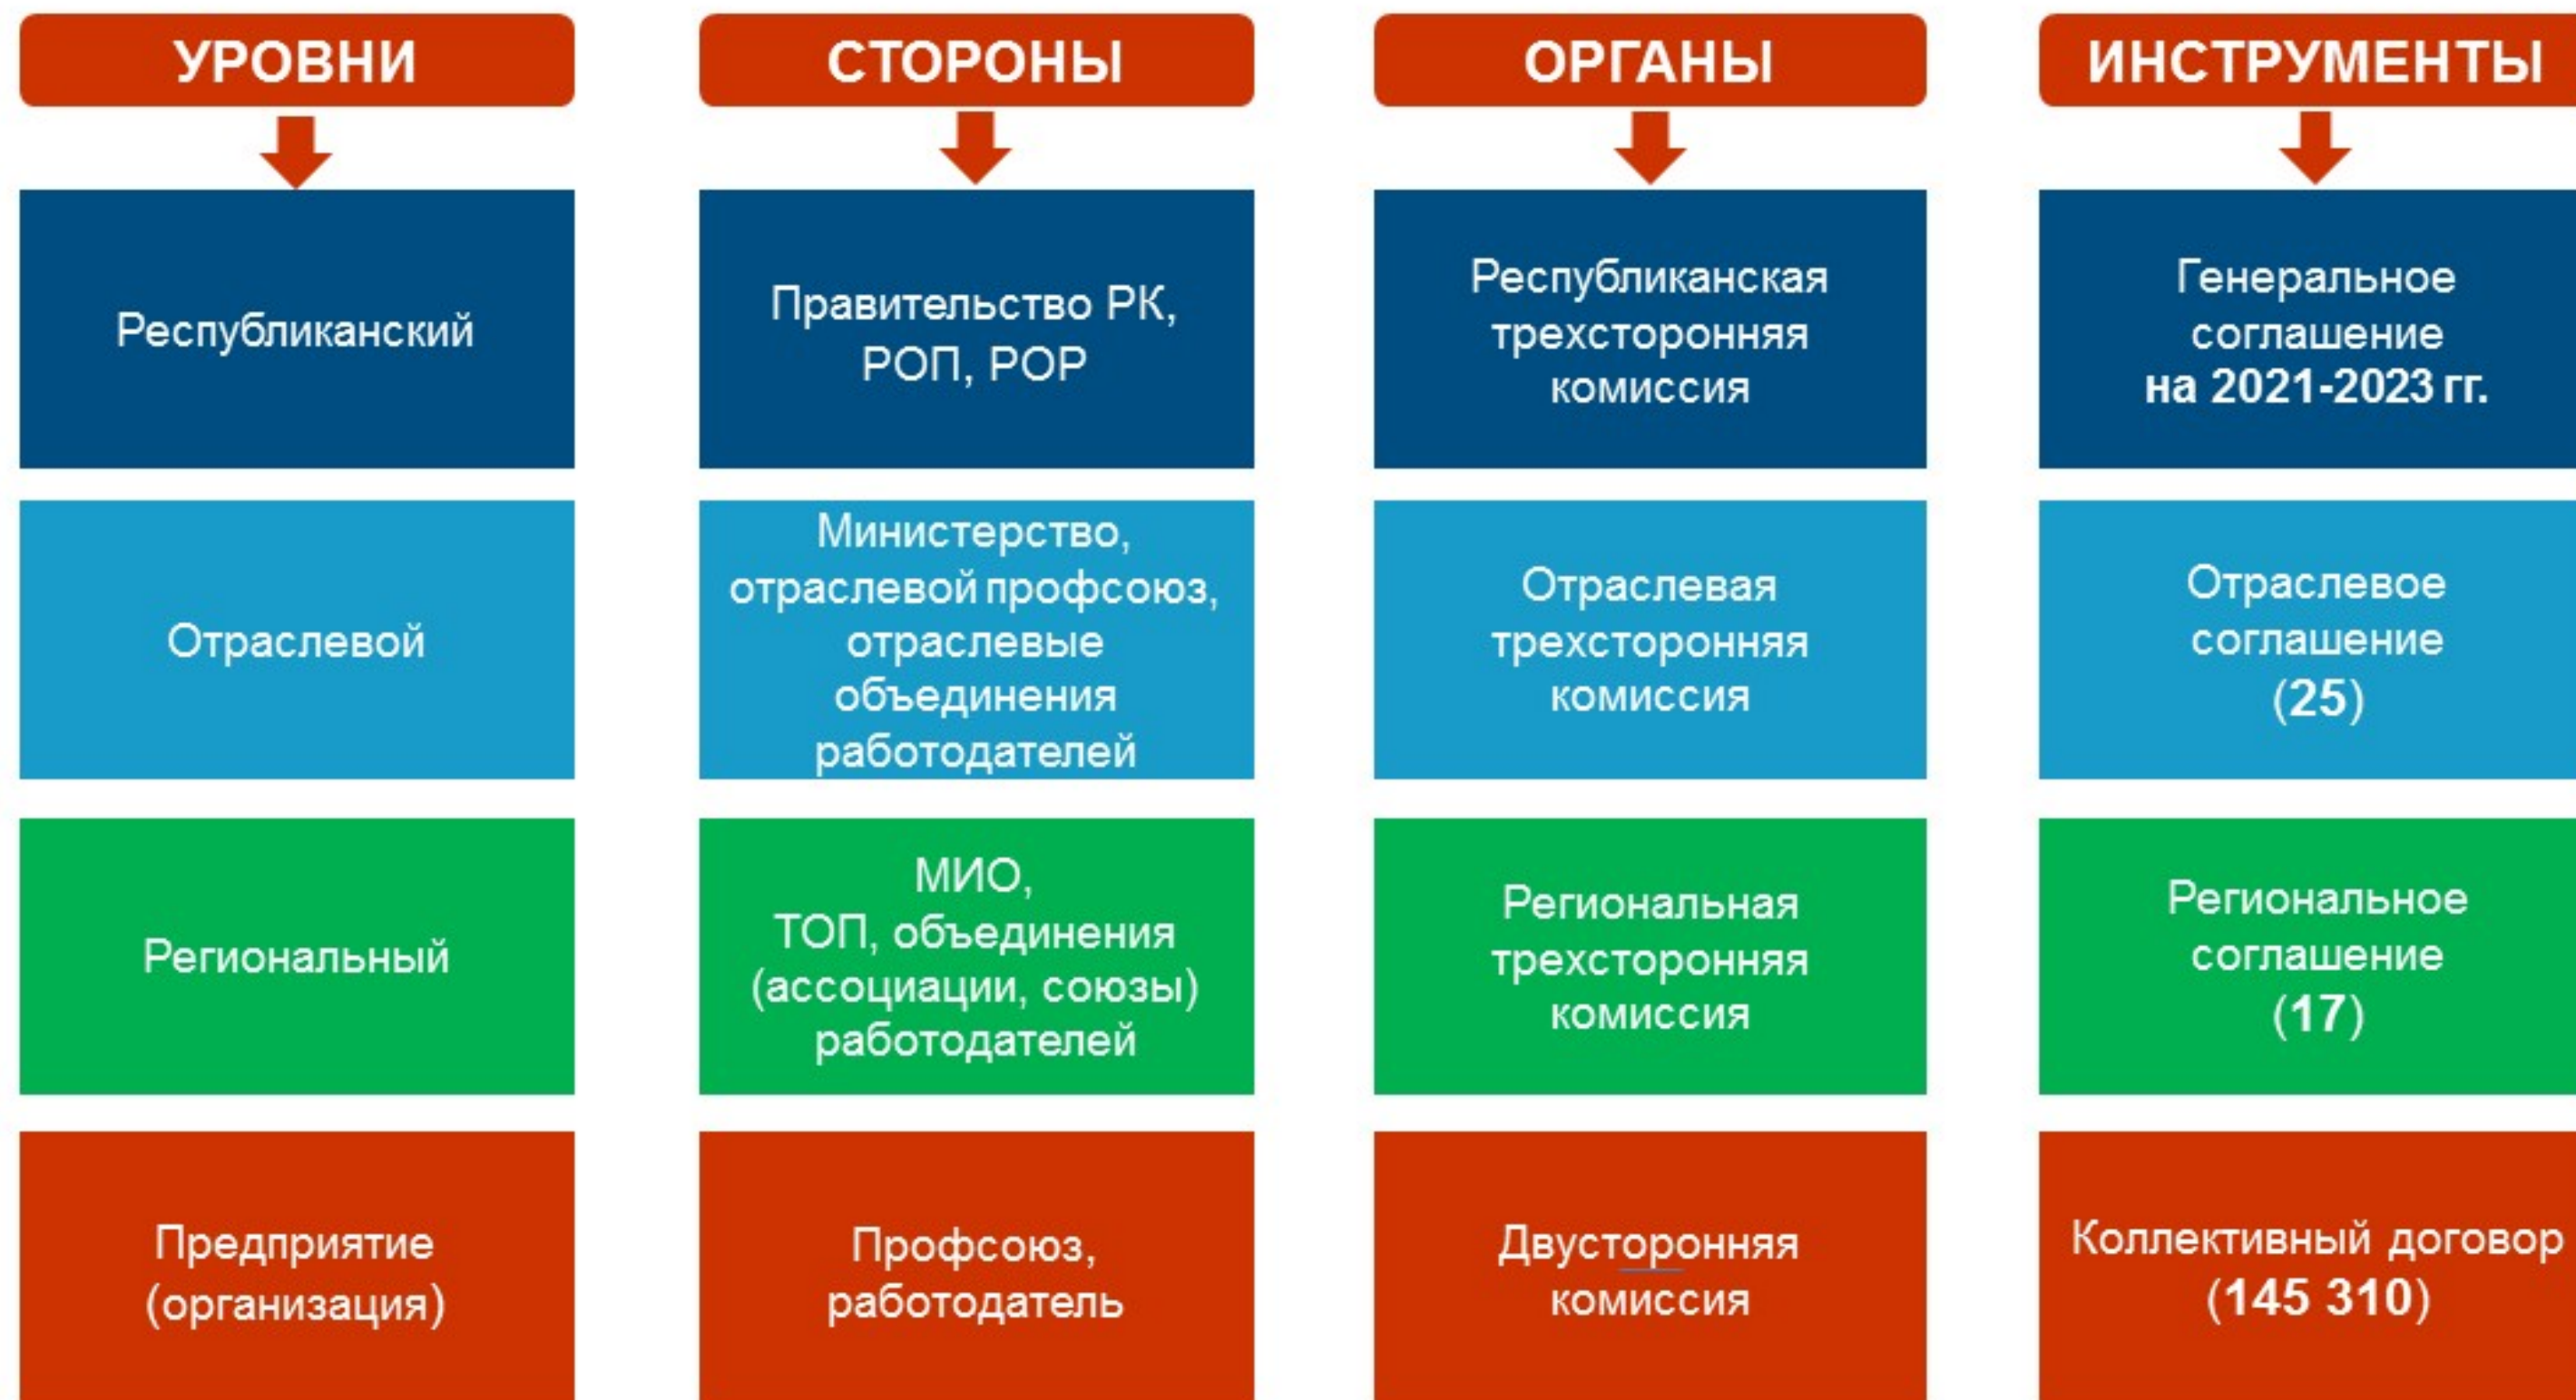 УРОВНИ
СТОРОНЫ
ОРГАНЫ
ИНСТРУМЕНТЫ
Республиканский
Правительство РК,
РОП, РОР
Республиканская
трехсторонняя
комиссия
Генеральное
соглашение
на 2021-2023 гг.
Отраслевой
Министерство,
отраслевой профсоюз,
отраслевые
объединения
работодателей
Отраслевая
трехсторонняя
комиссия
Отраслевое
соглашение
(25)
Региональный
МИО,
ТОП, объединения
(ассоциации, союзы)
работодателей
Региональная
трехсторонняя
комиссия
Региональное
соглашение
(17)
Предприятие
(организация)
Профсоюз,
работодатель
Двусторонняя
комиссия
Коллективный договор
(145 310)